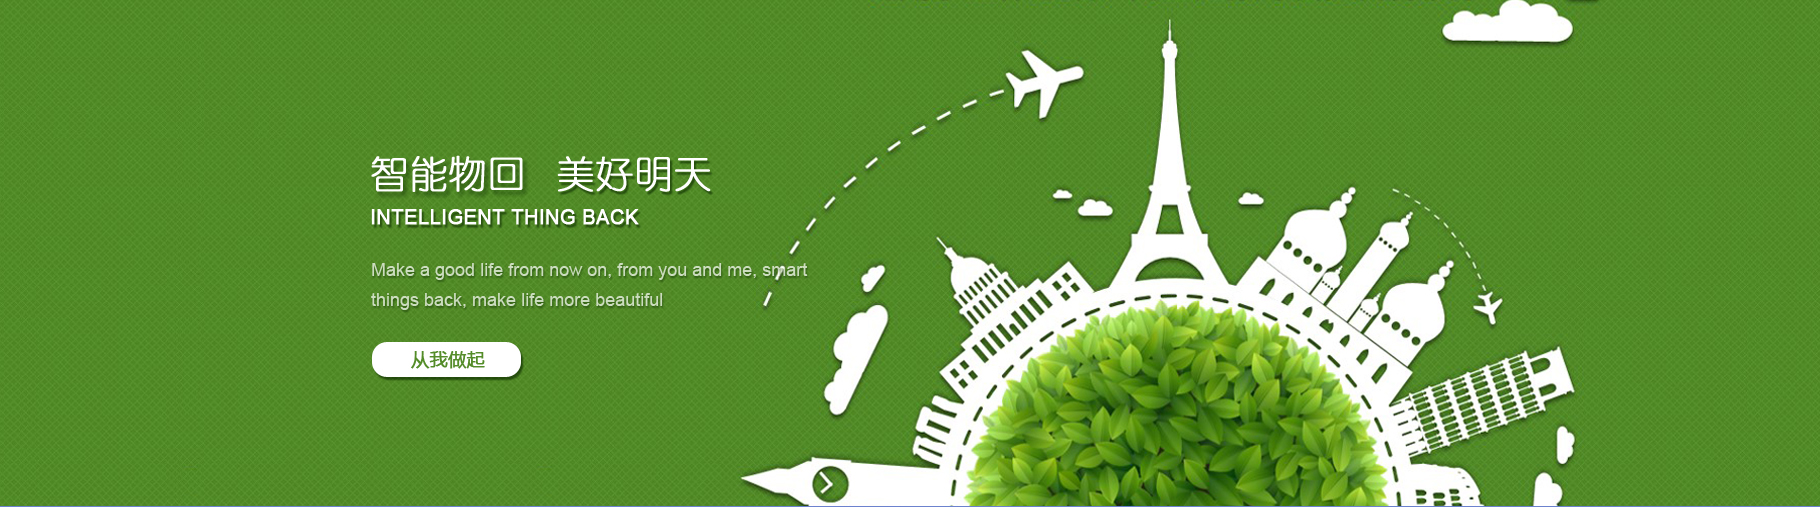 智能物回 美好明天
INTELLIGENT THING BACK
Make a good life from now on, from you and me, smart
things back, make life more beautiful
从我做起